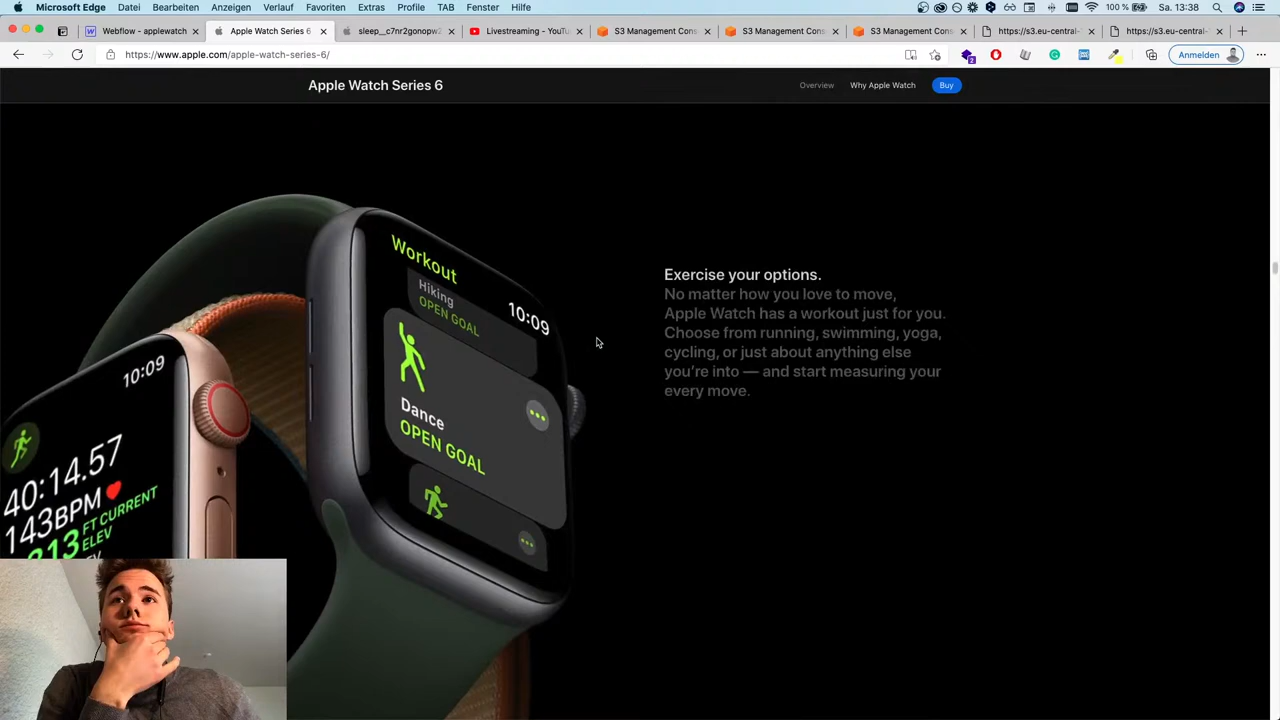 Microsoft Edge Datei Bearbeiten Anzeigen Verlauf Favoriten Extras Profile TAB Fenster Hilfe 100 % Sa. 13:38
Webflow - applewatch Apple Watch Series 6 sleep__c7nr2gonopw2 Livestreaming - YouTu S3 Management Cons S3 Management Cons S3 Management Cons https://s3.eu-central- https://s3.eu-central-
https://www.apple.com/apple-watch-series-6/ 2 Anmelden
Apple Watch Series 6 Overview Why Apple Watch Buy
Workout
Hiking
OPEN GOAL
10:09
Dance
OPEN GOAL
10:09
40:14.57
143BPM
313 FT CURRENT
ELEV
Exercise your options.
No matter how you love to move,
Apple Watch has a workout just for you.
Choose from running, swimming, yoga,
cycling, or just about anything else
you’re into — and start measuring your
every move.